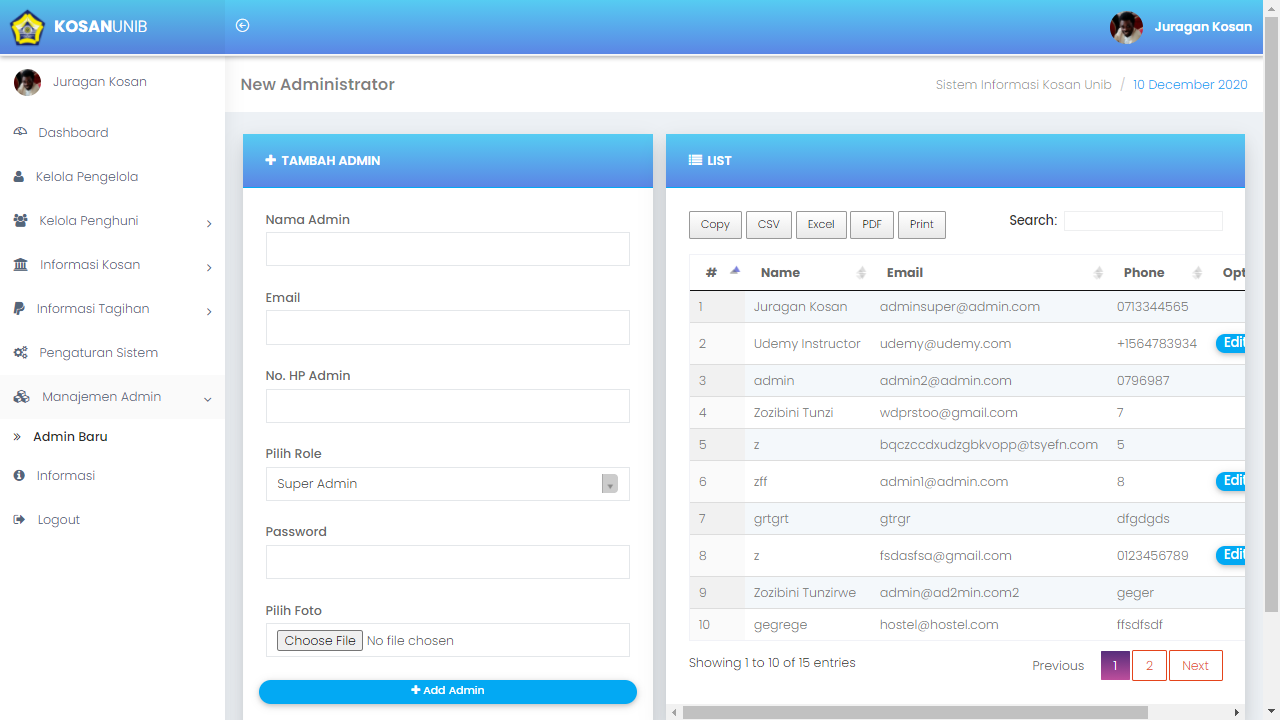 KOSANUNIB
Juragan Kosan
Juragan Kosan
Dashboard
Kelola Pengelola
Kelola Penghuni
Informasi Kosan
Informasi Tagihan
Pengaturan Sistem
Manajemen Admin
Admin Baru
Informasi
Logout
New Administrator
Sistem Informasi Kosan Unib / 10 December 2020
TAMBAH ADMIN
Nama Admin
Email
No. HP Admin
Pilih Role
Super Admin
Password
Pilih Foto
Choose File No file chosen
Add Admin
LIST
Copy CSV Excel PDF Print Search:
# Name Email Phone Opt
1 Juragan Kosan adminsuper@admin.com 0713344565
2 Udemy Instructor udemy@udemy.com +1564783934 Edit
3 admin admin2@admin.com 0796987
4 Zozibini Tunzi wdprstoo@gmail.com 7
5 z bqczccdxudzgbkvopp@tsyefn.com 5
6 zff admin1@admin.com 8 Edit
7 grtgrt gtrgr dfgdgds
8 z fsdasfsa@gmail.com 0123456789 Edit
9 Zozibini Tunzirwe admin@ad2min.com2 geger
10 gegrege hostel@hostel.com ffsdfsdf
Showing 1 to 10 of 15 entries
Previous 1 2 Next